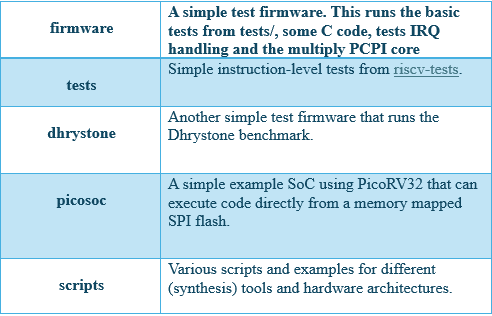 firmware
A simple test firmware. This runs the basic
tests from tests/, some C code, tests IRQ
handling and the multiply PCPI core
tests
Simple instruction-level tests from riscv-tests.
dhrystone
Another simple test firmware that runs the
Dhrystone benchmark.
picosoc
A simple example SoC using PicoRV32 that can
execute code directly from a memory mapped
SPI flash.
scripts
Various scripts and examples for different
(synthesis) tools and hardware architectures.